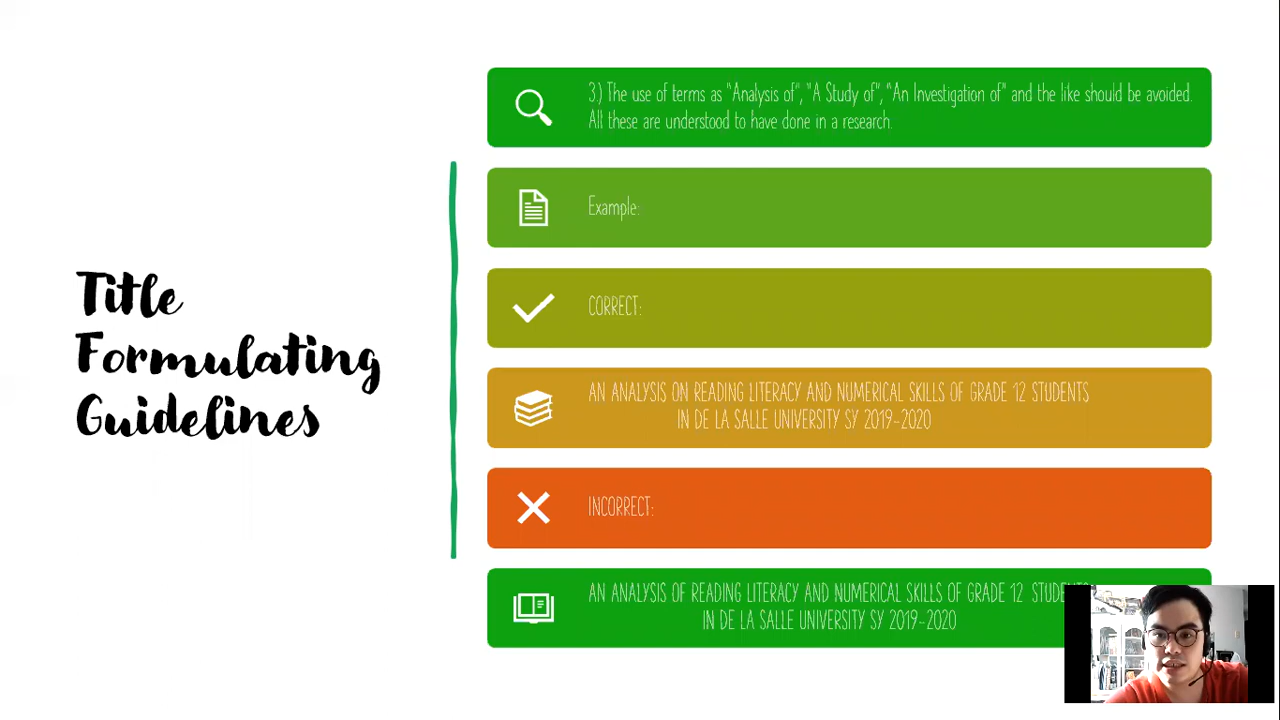 Title
Formulating
Guidelines
3.) The use of terms as "Analysis of", "A Study of", "An Investigation of" and the like should be avoided.
All these are understood to have done in a research.
Example:
CORRECT:
AN ANALYSIS ON READING LITERACY AND NUMERICAL SKILLS OF GRADE 12 STUDENTS
IN DE LA SALLE UNIVERSITY SY 2019-2020
INCORRECT:
AN ANALYSIS OF READING LITERACY AND NUMERICAL SKILLS OF GRADE 12 STUDENTS
IN DE LA SALLE UNIVERSITY SY 2019-2020